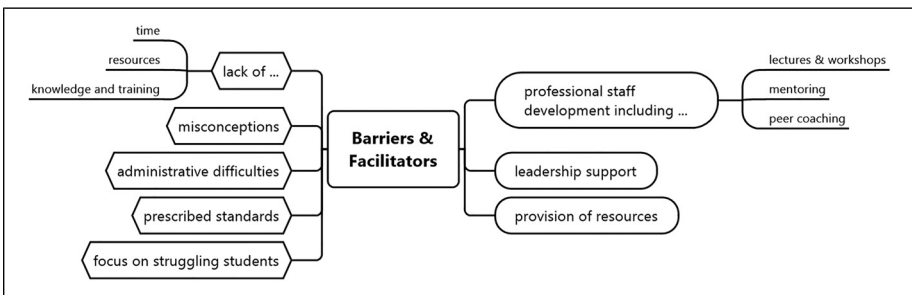 time
resources
knowledge and training
lack of ...
misconceptions
administrative difficulties
prescribed standards
focus on struggling students
Barriers &
Facilitators
professional staff
development including ...
lectures & workshops
mentoring
peer coaching
leadership support
provision of resources